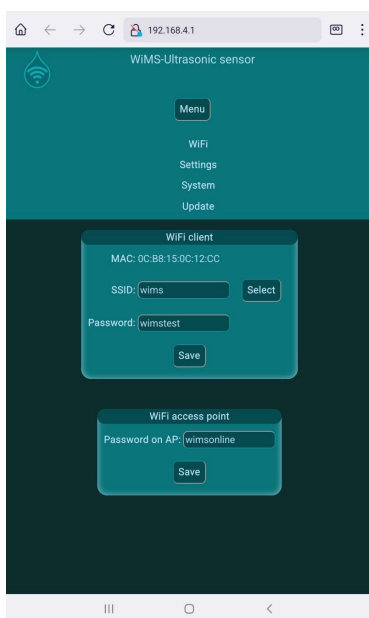 192.168.4.1
WiMS-Ultrasonic sensor
Menu
WiFi
Settings
System
Update
WiFi client
MAC: 0C:B8:15:0C:12:CC
SSID: wims Select
Password: wimstest
Save
WiFi access point
Password on AP: wimsonline
Save